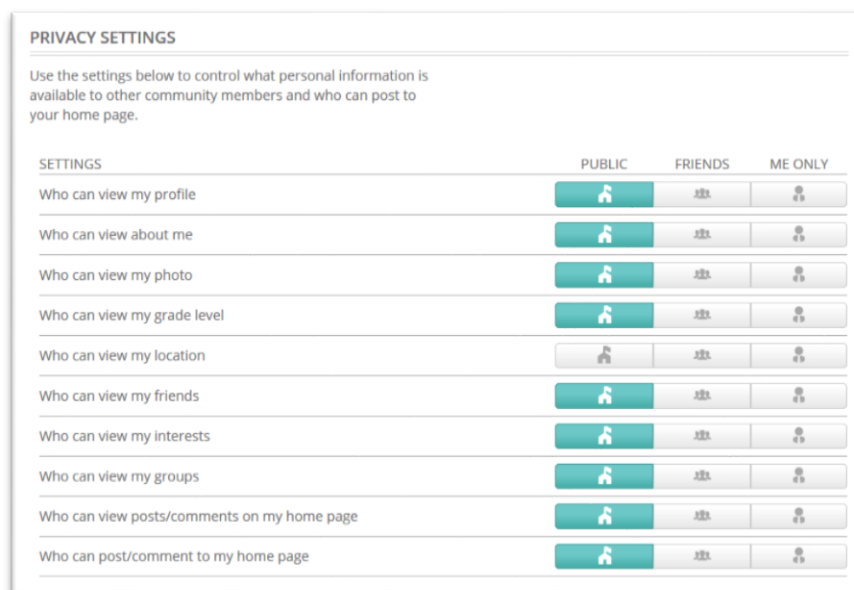 PRIVACY SETTINGS
Use the settings below to control what personal information is
available to other community members and who can post to
your home page.
SETTINGS PUBLIC FRIENDS ME ONLY
Who can view my profile
Who can view about me
Who can view my photo
Who can view my grade level
Who can view my location
Who can view my friends
Who can view my interests
Who can view my groups
Who can view posts/comments on my home page
Who can post/comment to my home page